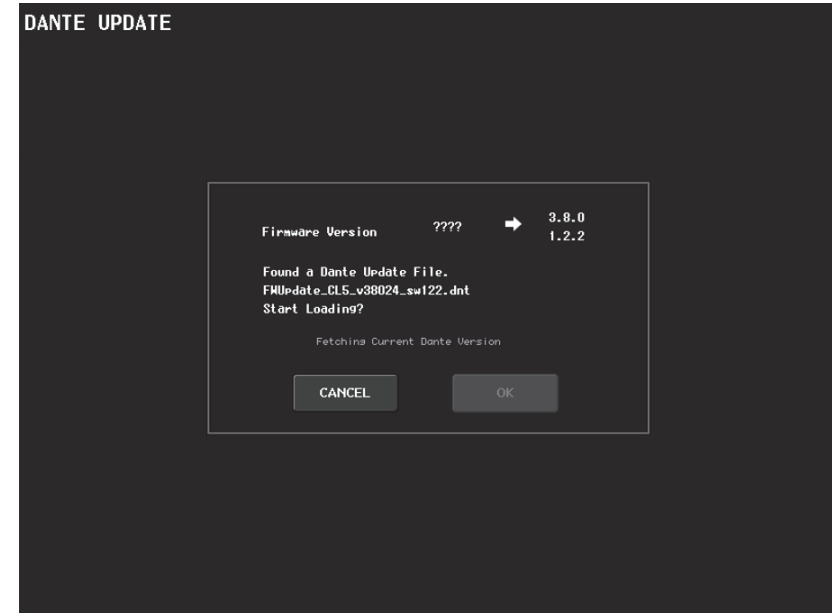 DANTE UPDATE
Firmware Version ???? 3.8.0
1.2.2
Found a Dante Update File.
FWUpdate_CL5_v38024_sw122.dnt
Start Loading?
Fetching Current Dante Version
CANCEL OK